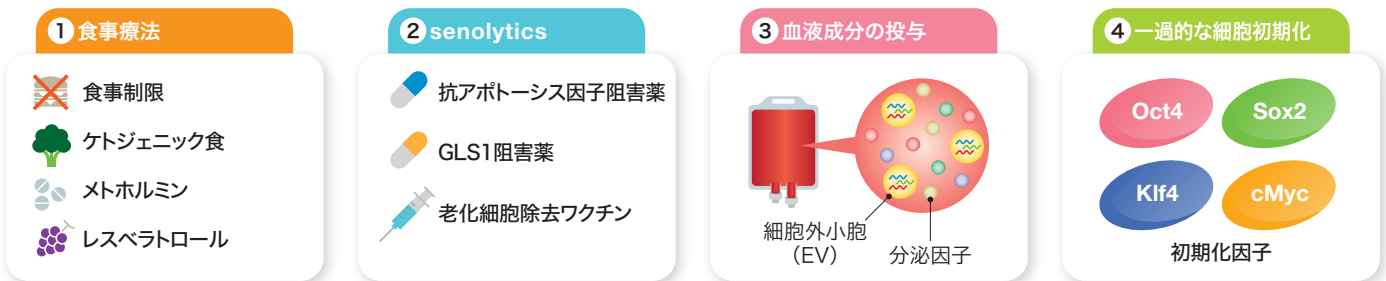 1 食事療法
食事制限
ケトジェニック食
メトホルミン
レスベラトロール
2 senolytics
抗アポトーシス因子阻害薬
GLS1阻害薬
老化細胞除去ワクチン
3 血液成分の投与
細胞外小胞
（EV）
分泌因子
4 一過的な細胞初期化
Oct4
Sox2
Klf4
cMyc
初期化因子